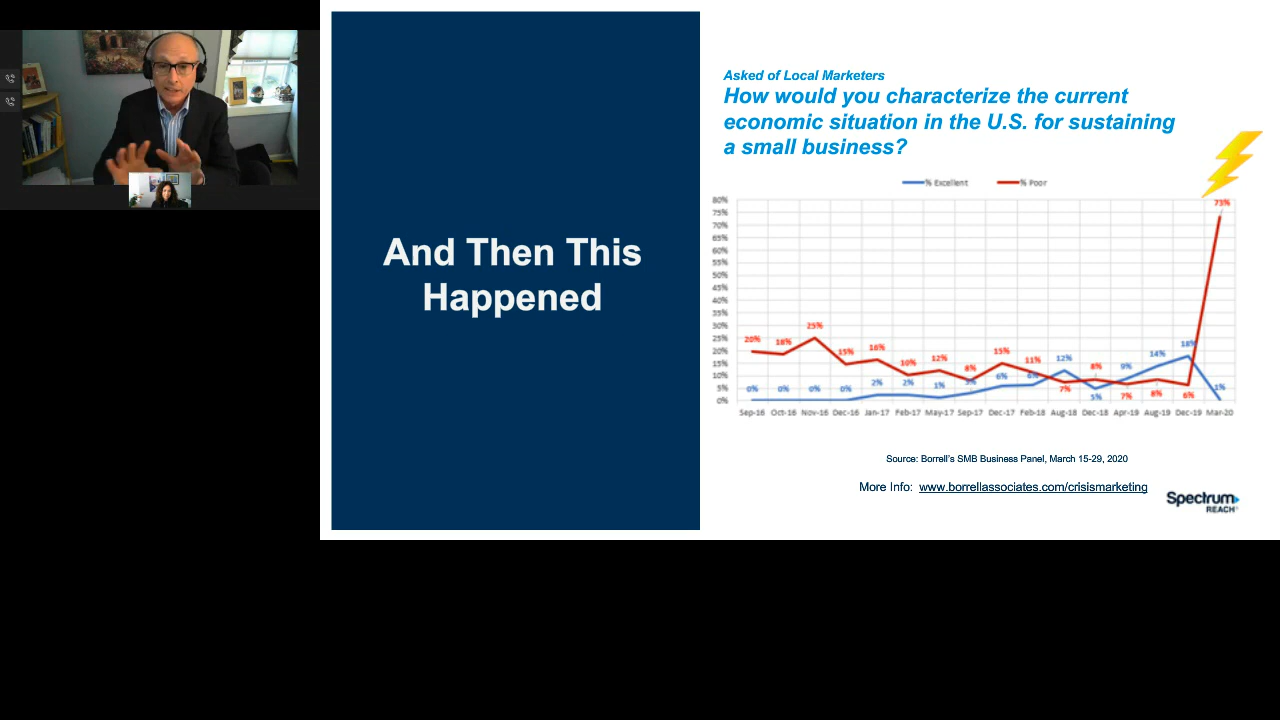 And Then This
Happened
Asked of Local Marketers
How would you characterize the current
economic situation in the U.S. for sustaining
a small business?
% Excellent % Poor
80%
75%
70%
65%
60%
55%
50%
45%
40%
35%
30%
25%
20%
15%
10%
5%
0%
20% 18% 25% 15% 16% 10% 12% 8% 15% 11% 7% 8% 7% 8% 6% 73%
0% 0% 0% 0% 2% 2% 1% 3% 6% 6% 12% 5% 9% 14% 18% 1%
Sep-16 Oct-16 Nov-16 Dec-16 Jan-17 Feb-17 May-17 Sep-17 Dec-17 Feb-18 Aug-18 Dec-18 Apr-19 Aug-19 Dec-19 Mar-20
Source: Borrell's SMB Business Panel, March 15-29, 2020
More Info: www.borrellassociates.com/crisismarketing
Spectrum
REACH